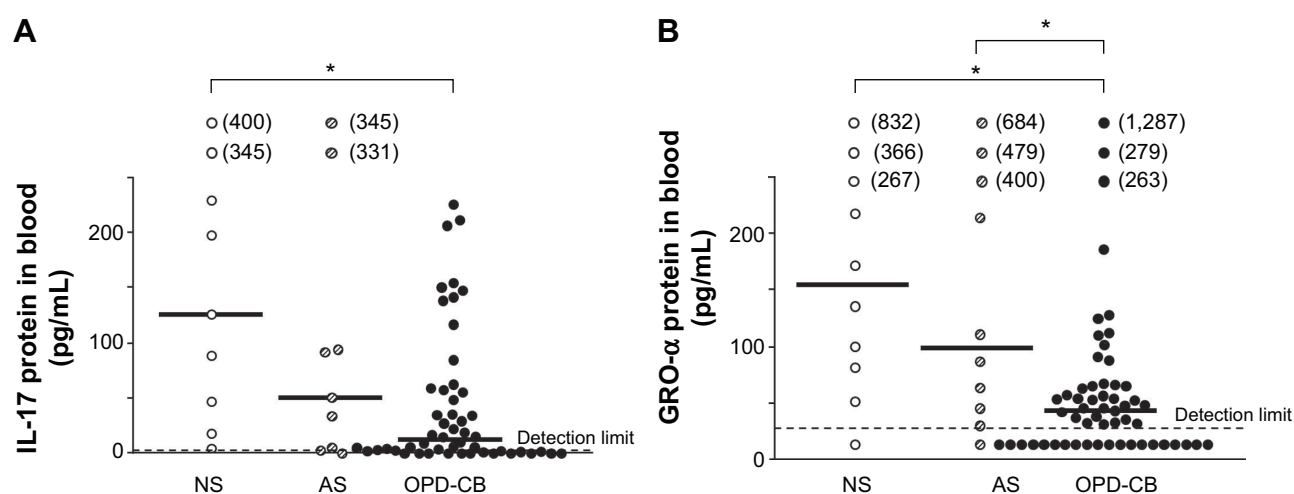 A
*
(400) (345)
(345) (331)
IL-17 protein in blood
(pg/mL)
200
100
0
Detection limit
NS AS OPD-CB
B
*
*
(832) (684) (1,287)
(366) (479) (279)
(267) (400) (263)
GRO-α protein in blood
(pg/mL)
200
100
0
Detection limit
NS AS OPD-CB